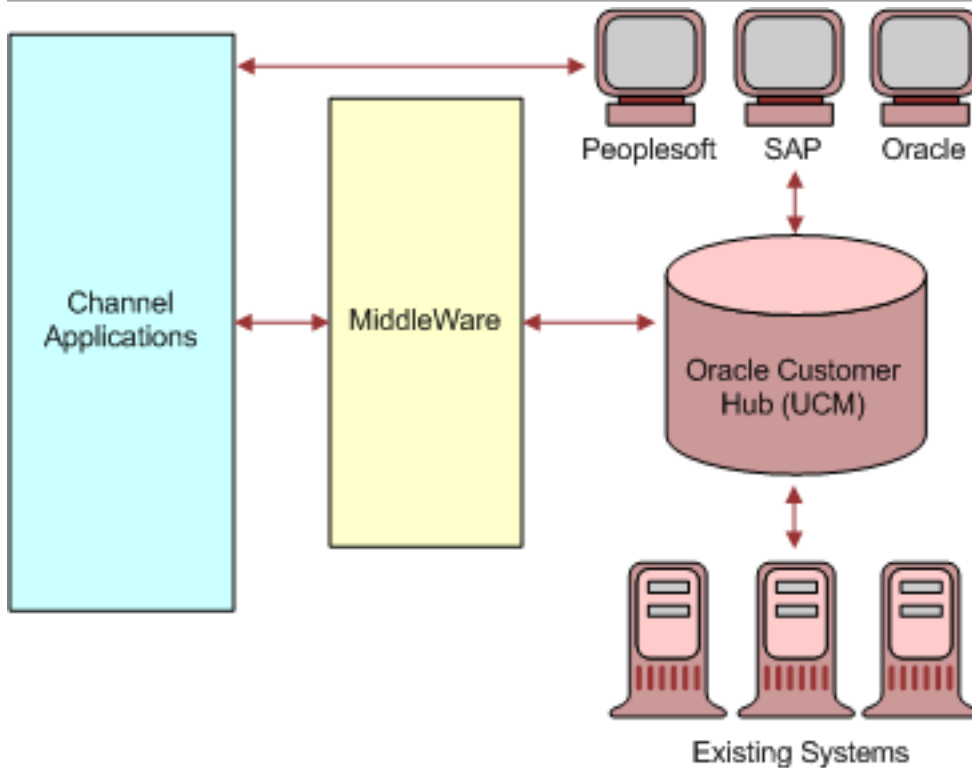 Peoplesoft
SAP
Oracle
Channel
Applications
MiddleWare
Oracle Customer
Hub (UCM)
Existing Systems